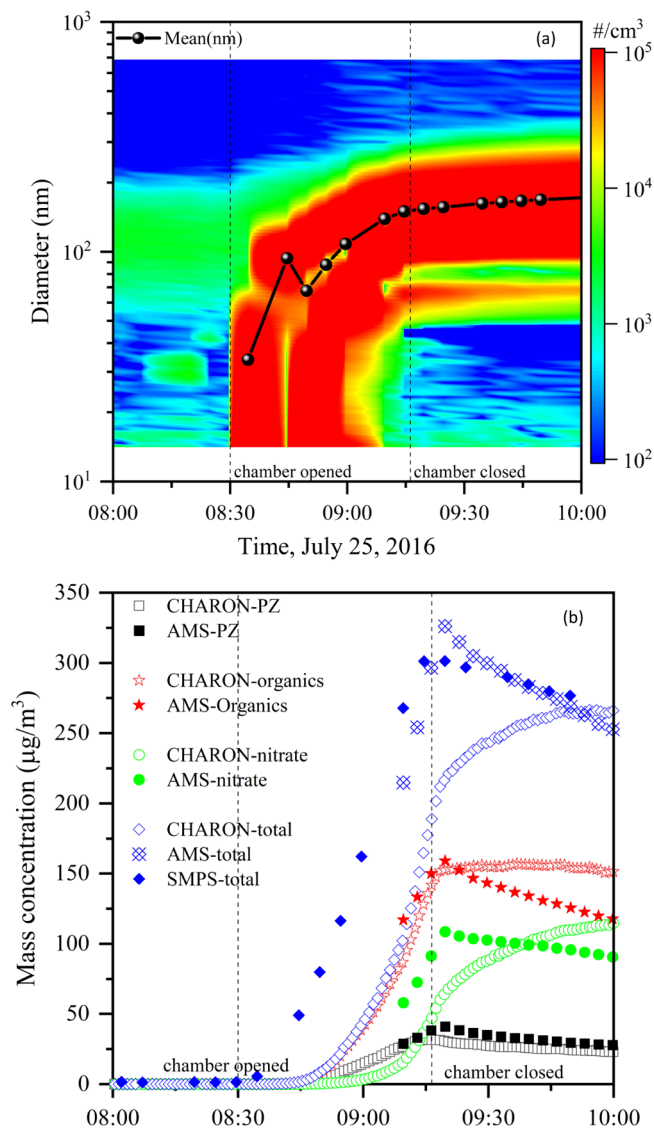 #/cm³
Mean(nm)
(a)
10³
10²
10¹
Diameter (nm)
10⁵
10⁴
10³
10²
chamber opened
chamber closed
08:00
08:30
09:00
09:30
10:00
Time, July 25, 2016
350
300
250
200
150
100
50
0
Mass concentration (μg/m³)
(b)
CHARON-PZ
AMS-PZ
CHARON-organics
AMS-Organics
CHARON-nitrate
AMS-nitrate
CHARON-total
AMS-total
SMPS-total
chamber opened
chamber closed
08:00
08:30
09:00
09:30
10:00